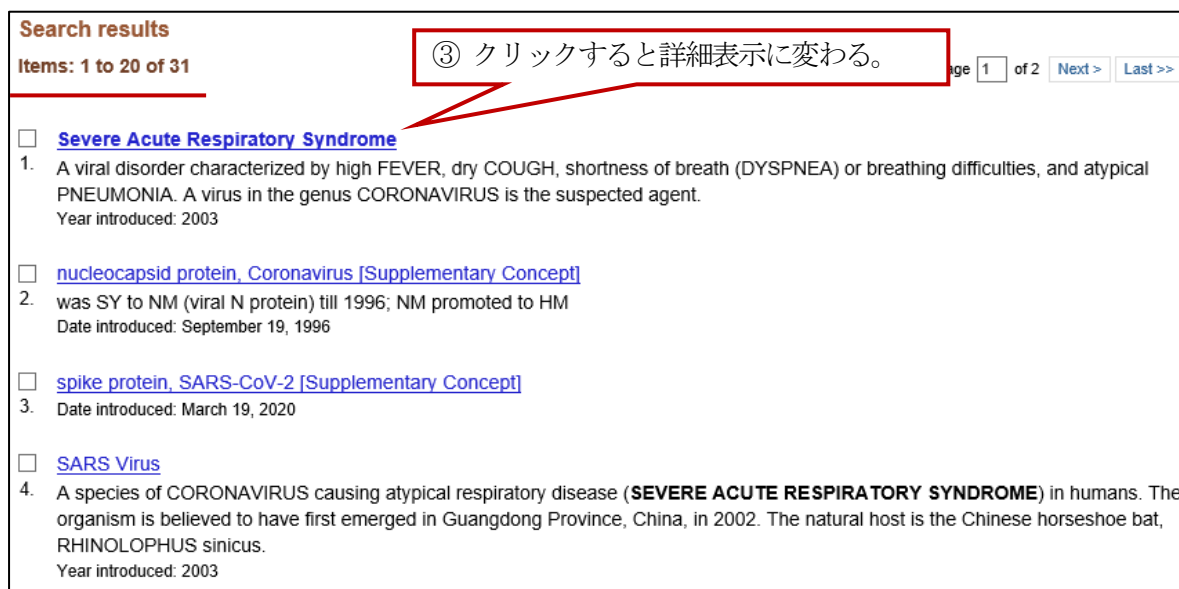 Search results
③ クリックすると詳細表示に変わる。
Items: 1 to 20 of 31
age 1 of 2 Next > Last >>
Severe Acute Respiratory Syndrome
1. A viral disorder characterized by high FEVER, dry COUGH, shortness of breath (DYSPNEA) or breathing difficulties, and atypical
PNEUMONIA. A virus in the genus CORONAVIRUS is the suspected agent.
Year introduced: 2003
nucleocapsid protein, Coronavirus [Supplementary Concept]
2. was SY to NM (viral N protein) till 1996; NM promoted to HM
Date introduced: September 19, 1996
spike protein, SARS-CoV-2 [Supplementary Concept]
3. Date introduced: March 19, 2020
SARS Virus
4. A species of CORONAVIRUS causing atypical respiratory disease (SEVERE ACUTE RESPIRATORY SYNDROME) in humans. The
organism is believed to have first emerged in Guangdong Province, China, in 2002. The natural host is the Chinese horseshoe bat,
RHINOLOPHUS sinicus.
Year introduced: 2003